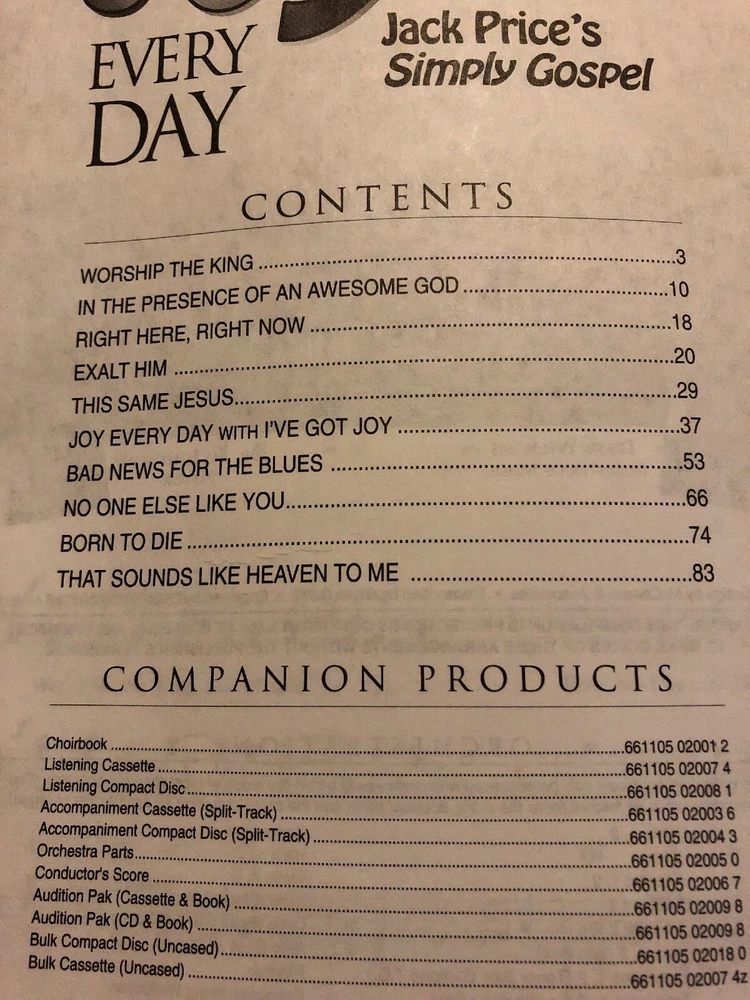 EVERY
DAY
Jack Price's
Simply Gospel
CONTENTS
WORSHIP THE KING ........ 3
IN THE PRESENCE OF AN AWESOME GOD ........ 10
RIGHT HERE, RIGHT NOW ........ 18
EXALT HIM ........ 20
THIS SAME JESUS ........ 29
JOY EVERY DAY WITH I'VE GOT JOY ........ 37
BAD NEWS FOR THE BLUES ........ 53
NO ONE ELSE LIKE YOU ........ 66
BORN TO DIE ........ 74
THAT SOUNDS LIKE HEAVEN TO ME ........ 83
COMPANION PRODUCTS
Choirbook ........ 661105 02001 2
Listening Cassette ........ 661105 02007 4
Listening Compact Disc ........ 661105 02008 1
Accompaniment Cassette (Split-Track) ........ 661105 02003 6
Accompaniment Compact Disc (Split-Track) ........ 661105 02004 3
Orchestra Parts ........ 661105 02005 0
Conductor's Score ........ 661105 02006 7
Audition Pak (Cassette & Book) ........ 661105 02009 8
Audition Pak (CD & Book) ........ 661105 02009 8
Bulk Compact Disc (Uncased) ........ 661105 02018 0
Bulk Cassette (Uncased) ........ 661105 02007 4z